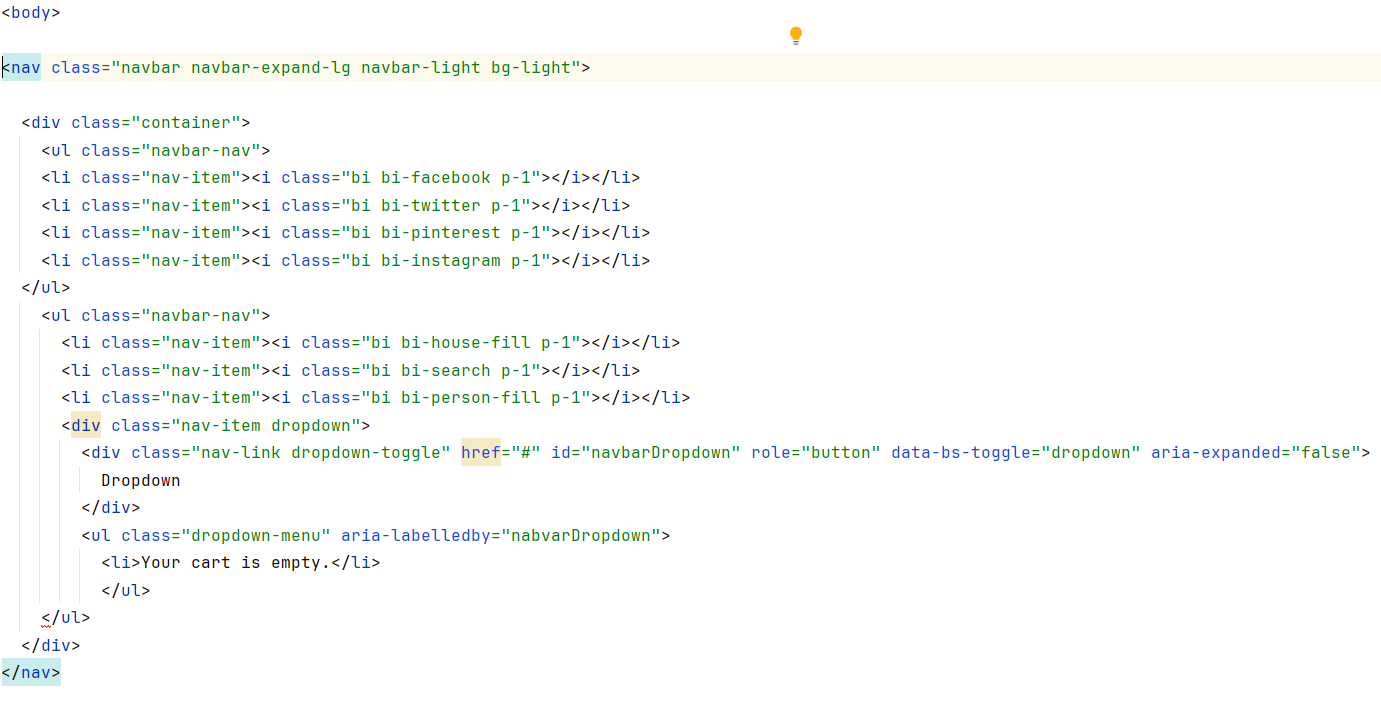 <body>
<nav class="navbar navbar-expand-lg navbar-light bg-light">
<div class="container">
<ul class="navbar-nav">
<li class="nav-item"><i class="bi bi-facebook p-1"></i></li>
<li class="nav-item"><i class="bi bi-twitter p-1"></i></li>
<li class="nav-item"><i class="bi bi-pinterest p-1"></i></li>
<li class="nav-item"><i class="bi bi-instagram p-1"></i></li>
</ul>
<ul class="navbar-nav">
<li class="nav-item"><i class="bi bi-house-fill p-1"></i></li>
<li class="nav-item"><i class="bi bi-search p-1"></i></li>
<li class="nav-item"><i class="bi bi-person-fill p-1"></i></li>
<div class="nav-item dropdown">
<div class="nav-link dropdown-toggle" href="#" id="navbarDropdown" role="button" data-bs-toggle="dropdown" aria-expanded="false">
Dropdown
</div>
<ul class="dropdown-menu" aria-labelledby="nabvarDropdown">
<li>Your cart is empty.</li>
</ul>
</ul>
</div>
</nav>